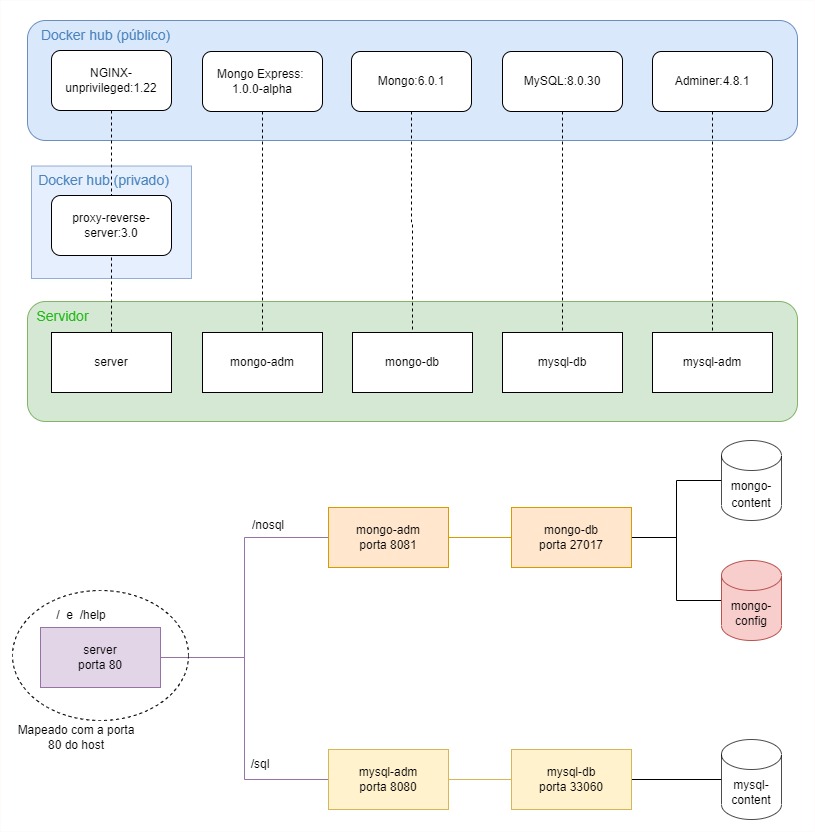 Docker hub (público)
NGINX-
unprivileged:1.22
Mongo Express:
1.0.0-alpha
Mongo:6.0.1
MySQL:8.0.30
Adminer:4.8.1
Docker hub (privado)
proxy-reverse-
server:3.0
Servidor
server
mongo-adm
mongo-db
mysql-db
mysql-adm
/nosql
mongo-adm
porta 8081
mongo-db
porta 27017
mongo-
content
mongo-
config
/ e /help
server
porta 80
Mapeado com a porta
80 do host
/sql
mysql-adm
porta 8080
mysql-db
porta 33060
mysql-
content